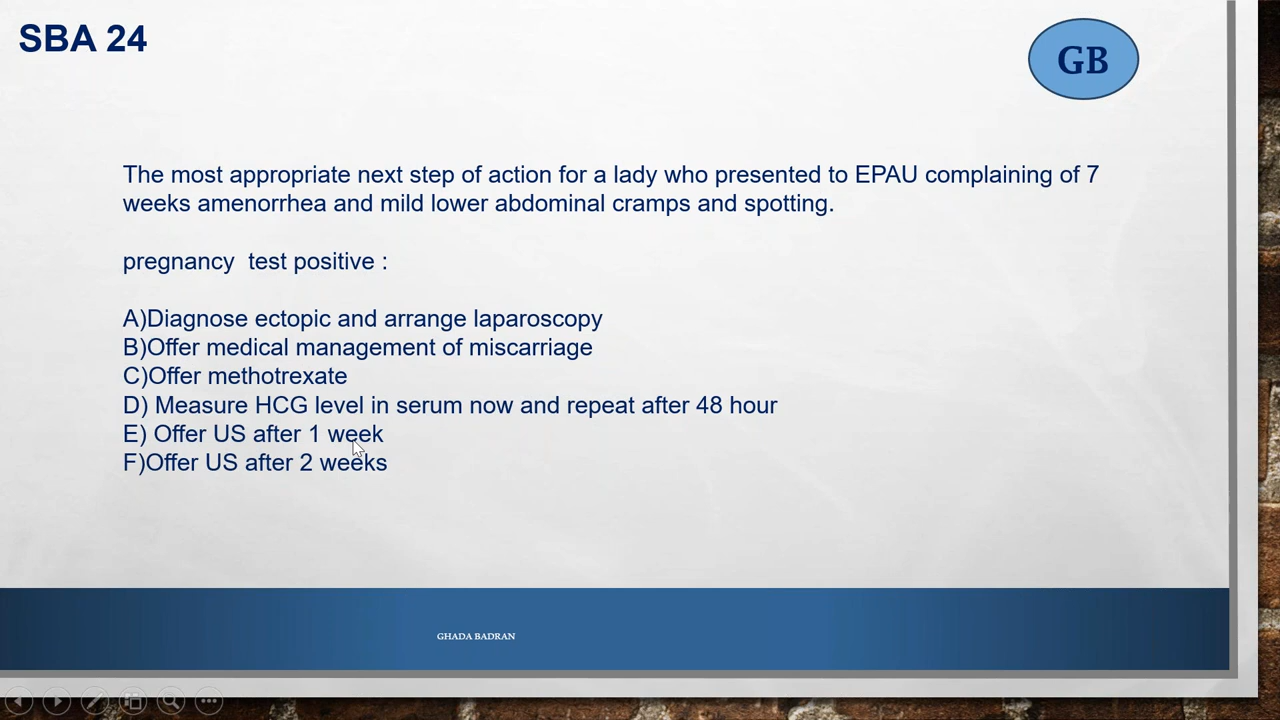 SBA 24
GB
The most appropriate next step of action for a lady who presented to EPAU complaining of 7
weeks amenorrhea and mild lower abdominal cramps and spotting.
pregnancy  test positive :
A)Diagnose ectopic and arrange laparoscopy
B)Offer medical management of miscarriage
C)Offer methotrexate
D) Measure HCG level in serum now and repeat after 48 hour
E) Offer US after 1 week
F)Offer US after 2 weeks
GHADA BADRAN